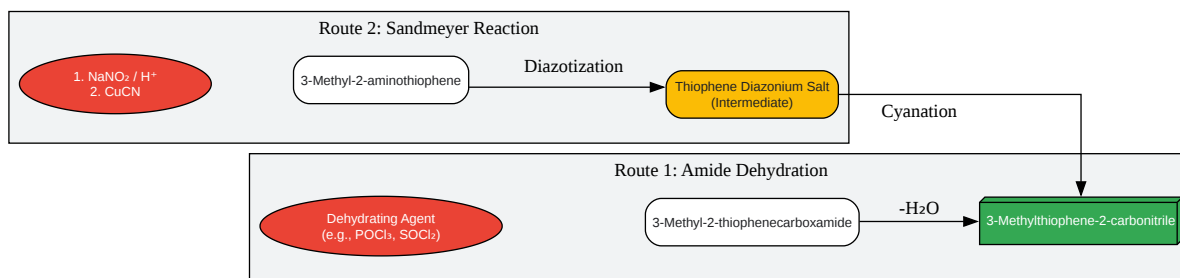 Route 2: Sandmeyer Reaction
1. NaNO₂ / H⁺
2. CuCN
3-Methyl-2-aminothiophene
Diazotization
Thiophene Diazonium Salt
(Intermediate)
Cyanation
Route 1: Amide Dehydration
Dehydrating Agent
(e.g., POCl₃, SOCl₂)
3-Methyl-2-thiophenecarboxamide
-H₂O
3-Methylthiophene-2-carbonitrile